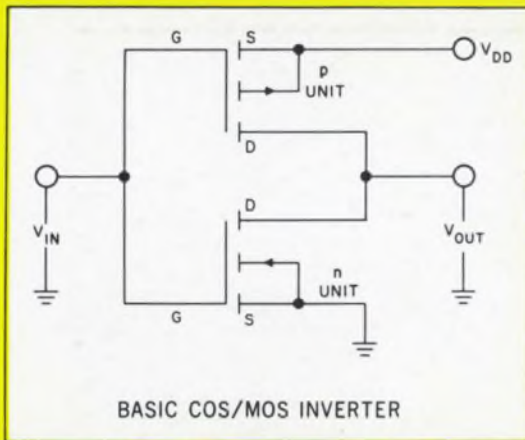 G
S
V_DD
p
UNIT
D
V_IN
D
V_OUT
n
UNIT
G
S
BASIC COS/MOS INVERTER